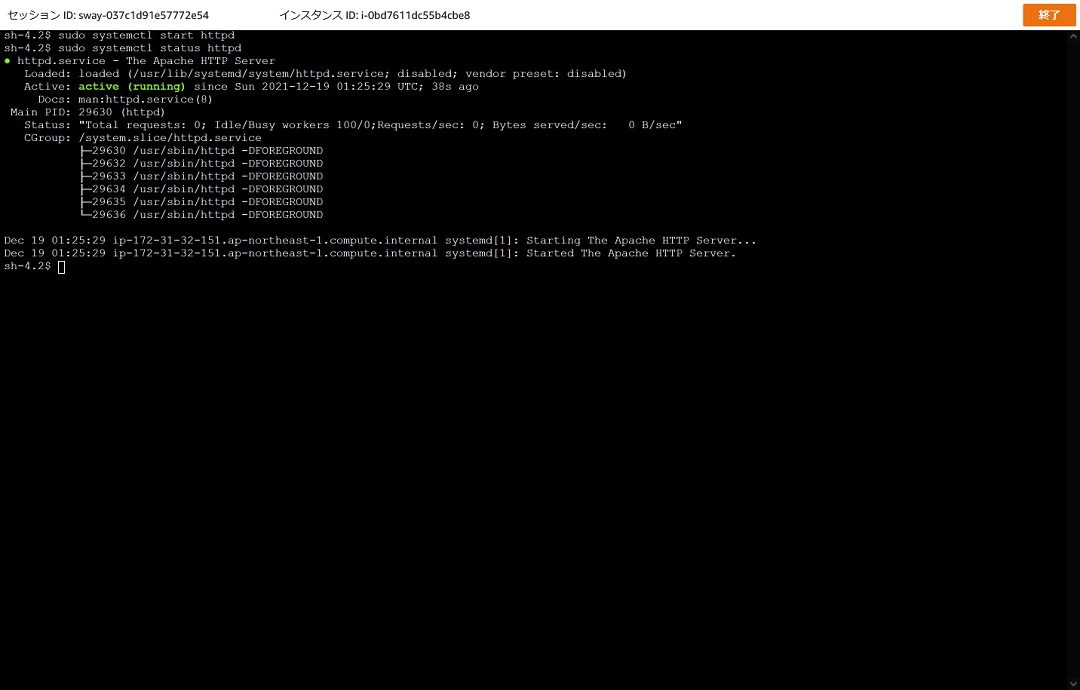 セッション ID: sway-037c1d91e57772e54 インスタンス ID: i-0bd7611dc55b4cbe8 終了
sh-4.2$ sudo systemctl start httpd
sh-4.2$ sudo systemctl status httpd
● httpd.service - The Apache HTTP Server
   Loaded: loaded (/usr/lib/systemd/system/httpd.service; disabled; vendor preset: disabled)
   Active: active (running) since Sun 2021-12-19 01:25:29 UTC; 38s ago
     Docs: man:httpd.service(8)
 Main PID: 29630 (httpd)
   Status: "Total requests: 0; Idle/Busy workers 100/0;Requests/sec: 0; Bytes served/sec:   0 B/sec"
   CGroup: /system.slice/httpd.service
           ├─29630 /usr/sbin/httpd -DFOREGROUND
           ├─29632 /usr/sbin/httpd -DFOREGROUND
           ├─29633 /usr/sbin/httpd -DFOREGROUND
           ├─29634 /usr/sbin/httpd -DFOREGROUND
           ├─29635 /usr/sbin/httpd -DFOREGROUND
           └─29636 /usr/sbin/httpd -DFOREGROUND
Dec 19 01:25:29 ip-172-31-32-151.ap-northeast-1.compute.internal systemd[1]: Starting The Apache HTTP Server...
Dec 19 01:25:29 ip-172-31-32-151.ap-northeast-1.compute.internal systemd[1]: Started The Apache HTTP Server.
sh-4.2$